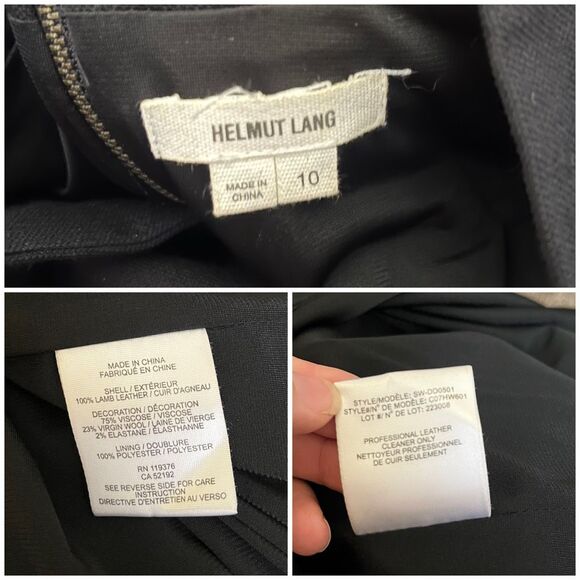 HELMUT LANG
MADE IN
CHINA
10
MADE IN CHINA
FABRIQUÉ EN CHINE
SHELL / EXTÉRIEUR
100% LAMB LEATHER / CUIR D'AGNEAU
DECORATION / DÉCORATION
75% VISCOSE / VISCOSE
23% VIRGIN WOOL / LAINE DE VIERGE
2% ELASTANE / ÉLASTHANNE
LINING / DOUBLURE
100% POLYESTER / POLYESTER
RN 119376
CA 52192
SEE REVERSE SIDE FOR CARE
INSTRUCTION
DIRECTIVE D'ENTRETIEN AU VERSO
STYLE/MODÈLE: SW-DD0501
STYLE#/N° DE MODÈLE: C07HW601
LOT #/ N° DE LOT: 223008
PROFESSIONAL LEATHER
CLEANER ONLY
NETTOYER PROFESSIONNEL
DE CUIR SEULEMENT